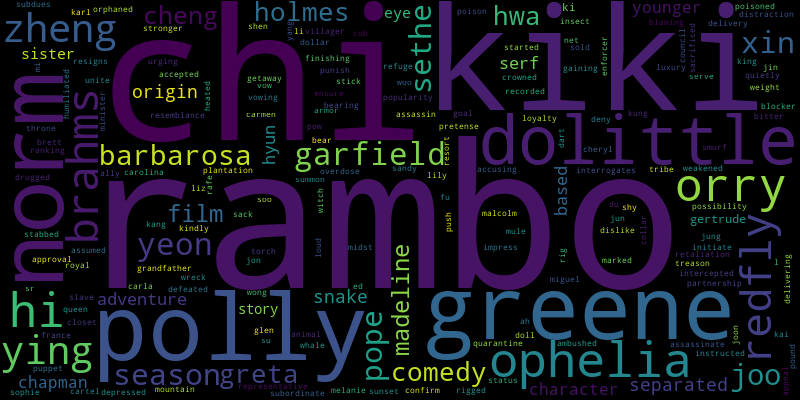 subdues karl orphaned cheng holmes eye ki insect younger blaming poison poisoned distraction
zheng stronger shen yang li villager cub hwa net council delivery
sister urging dollar finishing sethe started enforcer sold sacrificed king xin
mi resigns accepted getaway punish refuge serf gaining luxury quietly jin
norm unite origin vow stick woo crowned recorded serve weight
humiliated minister heated vowing ensure popularity goal kung blocker
throne resemblance carmen armor bearing assassin loyalty deny bitter
chi kiki
brett ranking brahms hyun pow bear pretense dart cheryl smurf
barbarosa garfield resort dolittle
ally carolina plantation overdose sandy accusing interrogates tribe weakened
drugged liz rafe summon lily fu based orry
film soo witch malcolm du shy possibility
stabbed kang kindly sack push mule jun dislike collar gertrude
rambo
approval assumed yeon torch loud midst impress rig marked jung initiate redfly
royal grandfather jon madeline miguel retaliation treason
sr carla wreck defeated wong ed intercepted partnership l delivering
hi slave adventure snake greene
queen closet polly story pope ah ambushed joon kai
ying france glen su animal doll quarantine assassinate
puppet whale comedy ophelia instructed pound
chapman season greta representative status character separated joo appeal
sophie cartel depressed mountain subordinate melanie sunset confirm rigged